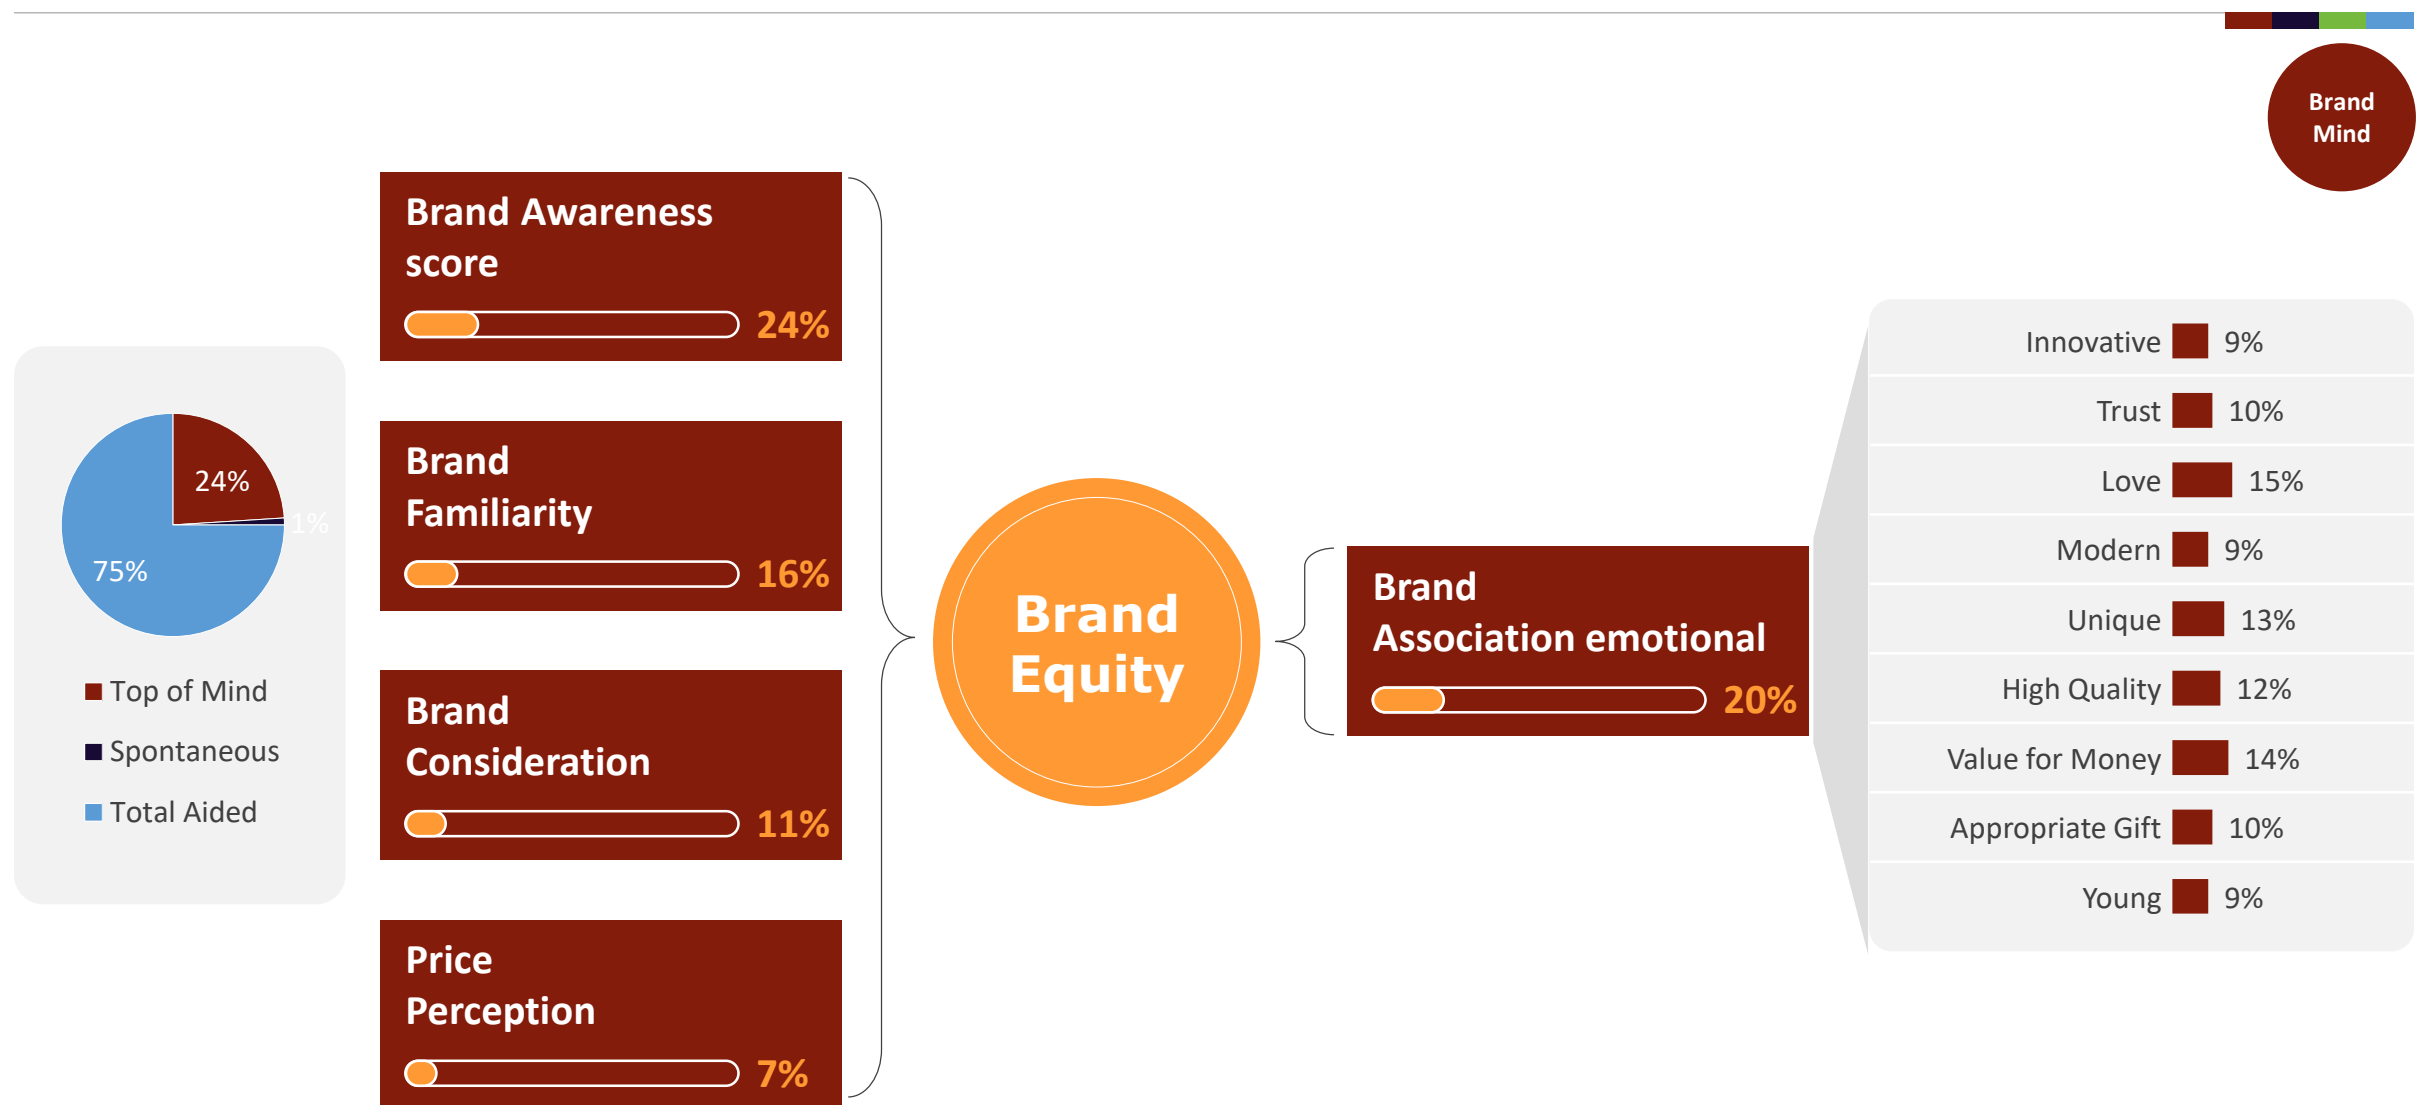 Brand
Mind
Brand Awareness
score
24%
Brand
Familiarity
16%
Brand
Consideration
11%
Price
Perception
7%
24%
1%
75%
Top of Mind
Spontaneous
Total Aided
Brand
Equity
Brand
Association emotional
20%
Innovative 9%
Trust 10%
Love 15%
Modern 9%
Unique 13%
High Quality 12%
Value for Money 14%
Appropriate Gift 10%
Young 9%